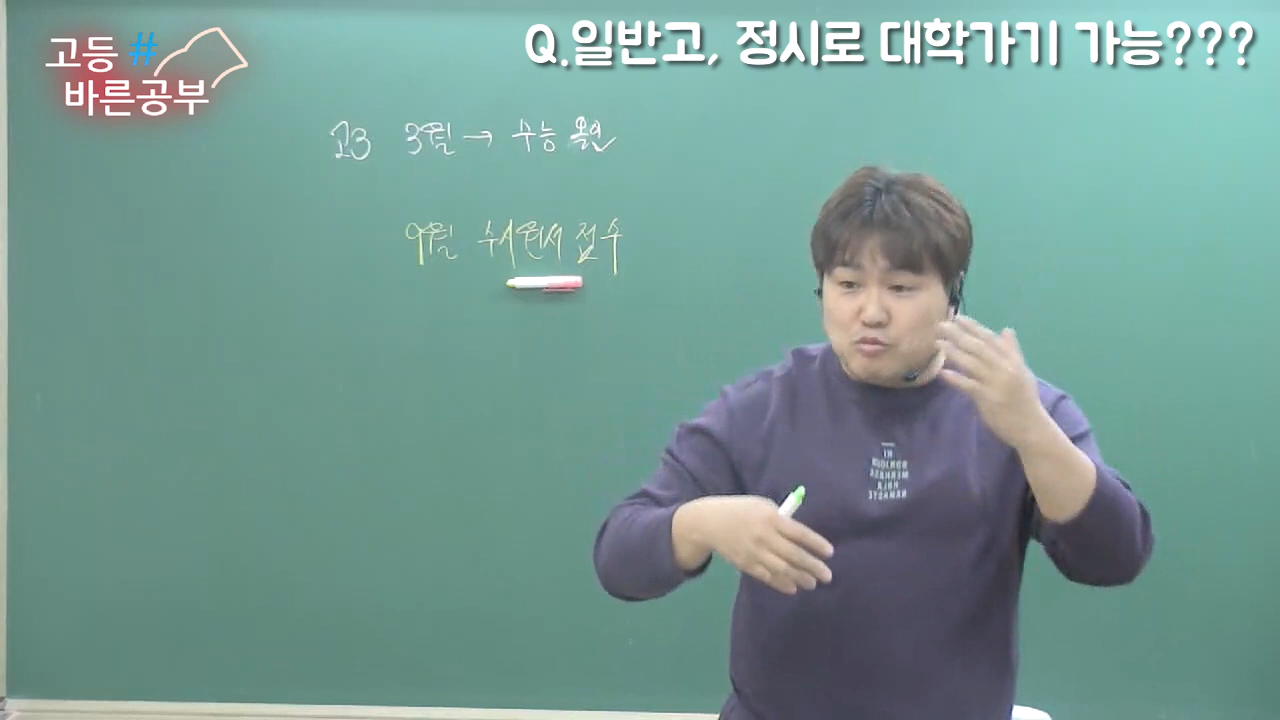 고등 #
바른공부
Q.일반고, 정시로 대학가기 가능???
고3 3월 → 수능 올인
9월 수시원서 접수
IN